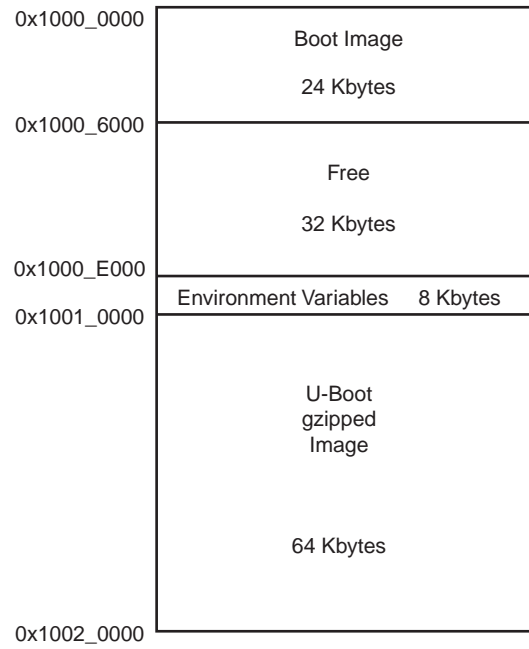 0x1000_0000
Boot Image
24 Kbytes
0x1000_6000
Free
32 Kbytes
0x1000_E000
Environment Variables 8 Kbytes
0x1001_0000
U-Boot
gzipped
Image
64 Kbytes
0x1002_0000